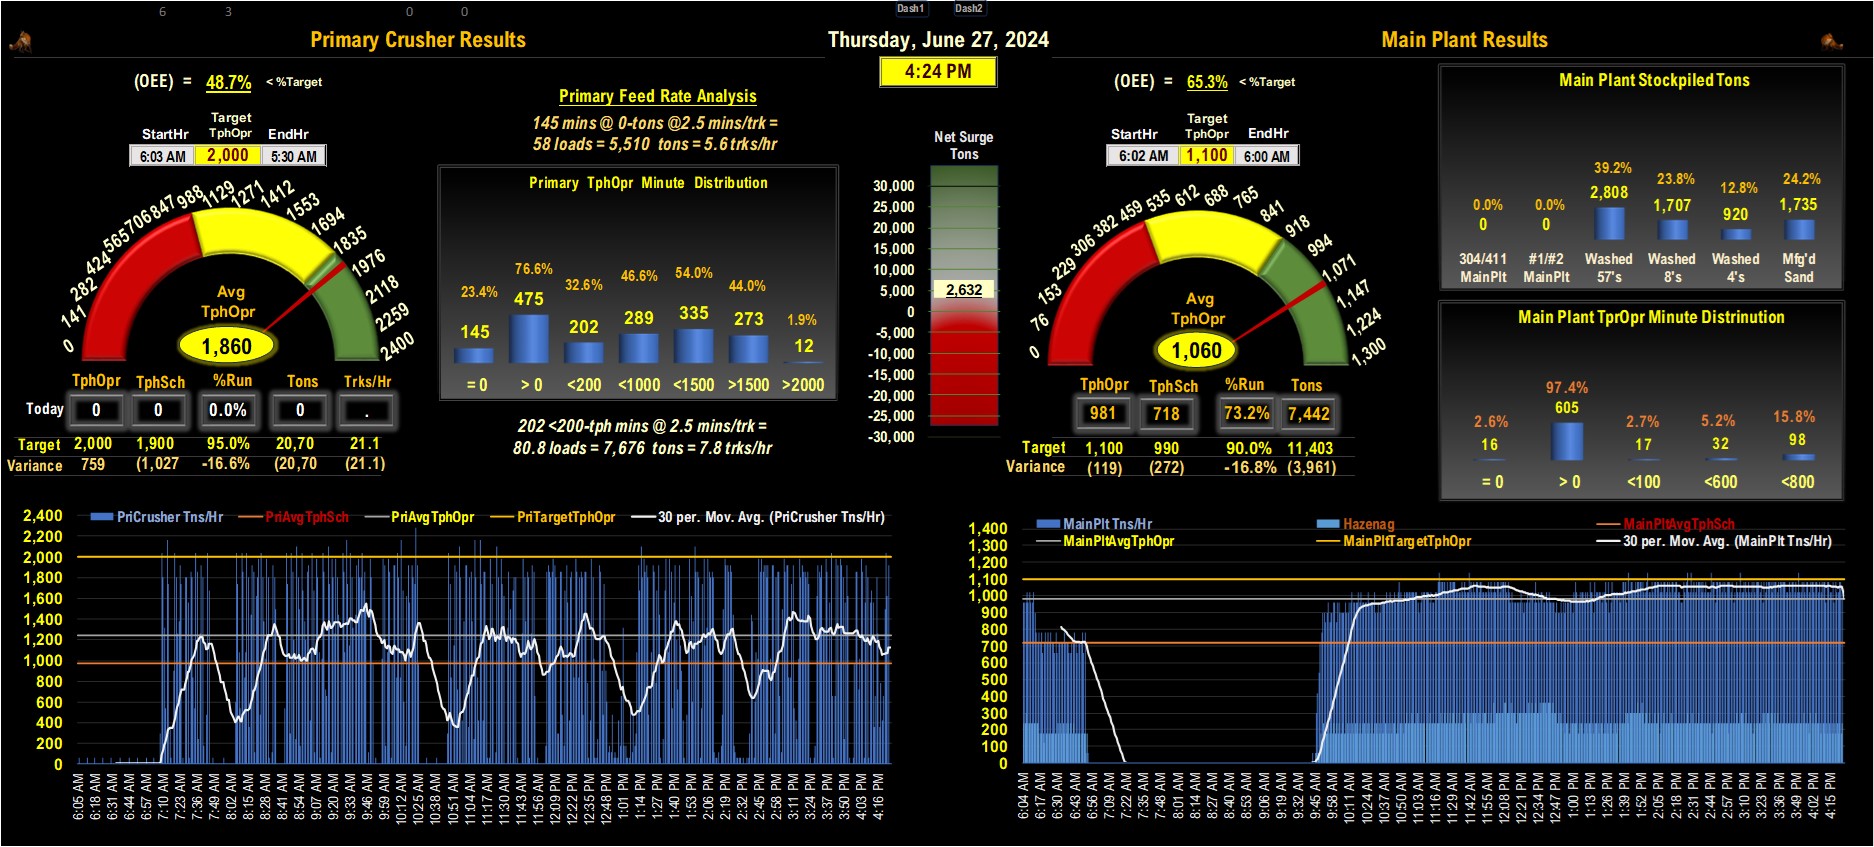 6 3 0 0 Dash1 Dash2
Primary Crusher Results
Thursday, June 27, 2024
Main Plant Results
4:24 PM
(OEE) = 48.7% < %Target
Target
StartHr TphOpr EndHr
6:03 AM 2,000 5:30 AM
0 141 282 424 565 706 847 988 1129 1271 1412 1553 1694 1835 1976 2118 2259 2400
Avg
TphOpr
1,860
TphOpr TphSch %Run Tons Trks/Hr
Today 0 0 0.0% 0 .
Target 2,000 1,900 95.0% 20,70 21.1
Variance 759 (1,027 -16.6% (20,70 (21.1)
Primary Feed Rate Analysis
145 mins @ 0-tons @2.5 mins/trk =
58 loads = 5,510 tons = 5.6 trks/hr
Primary TphOpr Minute Distribution
23.4% 76.6% 32.6% 46.6% 54.0% 44.0% 1.9%
145 475 202 289 335 273 12
= 0 > 0 <200 <1000 <1500 >1500 >2000
202 <200-tph mins @ 2.5 mins/trk =
80.8 loads = 7,676 tons = 7.8 trks/hr
Net Surge
Tons
30,000
25,000
20,000
15,000
10,000
5,000
2,632
0
-5,000
-10,000
-15,000
-20,000
-25,000
-30,000
(OEE) = 65.3% < %Target
Target
StartHr TphOpr EndHr
6:02 AM 1,100 6:00 AM
0 76 153 229 306 382 459 535 612 688 765 841 918 994 1,071 1,147 1,224 1,300
Avg
TphOpr
1,060
TphOpr TphSch %Run Tons
981 718 73.2% 7,442
Target 1,100 990 90.0% 11,403
Variance (119) (272) -16.8% (3,961)
Main Plant Stockpiled Tons
0.0% 0.0% 39.2% 23.8% 12.8% 24.2%
0 0 2,808 1,707 920 1,735
304/411 #1/#2 Washed Washed Washed Mfg'd
MainPlt MainPlt 57's 8's 4's Sand
Main Plant TprOpr Minute Distrinution
2.6% 97.4% 2.7% 5.2% 15.8%
16 605 17 32 98
= 0 > 0 <100 <600 <800
PriCrusher Tns/Hr PriAvgTphSch PriAvgTphOpr PriTargetTphOpr 30 per. Mov. Avg. (PriCrusher Tns/Hr)
2,400
2,200
2,000
1,800
1,600
1,400
1,200
1,000
800
600
400
200
0
6:05 AM 6:18 AM 6:31 AM 6:44 AM 6:57 AM 7:10 AM 7:23 AM 7:36 AM 7:49 AM 8:02 AM 8:15 AM 8:28 AM 8:41 AM 8:54 AM 9:07 AM 9:20 AM 9:33 AM 9:46 AM 10:12 AM 10:25 AM 10:38 AM 10:51 AM 11:04 AM 11:17 AM 11:30 AM 11:43 AM 11:56 AM 12:09 PM 12:22 PM 12:35 PM 12:48 PM 1:01 PM 1:14 PM 1:27 PM 1:40 PM 1:53 PM 2:06 PM 2:19 PM 2:32 PM 2:45 PM 2:58 PM 3:11 PM 3:24 PM 3:37 PM 3:50 PM 4:03 PM 4:16 PM
MainPlt Tns/Hr Hazenag MainPltAvgTphSch
MainPltAvgTphOpr MainPltTargetTphOpr 30 per. Mov. Avg. (MainPlt Tns/Hr)
1,400
1,300
1,200
1,100
1,000
900
800
700
600
500
400
300
200
100
0
6:04 AM 6:17 AM 6:30 AM 6:43 AM 6:56 AM 7:09 AM 7:22 AM 7:35 AM 7:48 AM 8:01 AM 8:14 AM 8:27 AM 8:40 AM 8:53 AM 9:06 AM 9:19 AM 9:32 AM 9:45 AM 9:58 AM 10:11 AM 10:24 AM 10:37 AM 10:50 AM 11:03 AM 11:16 AM 11:29 AM 11:42 AM 11:55 AM 12:08 PM 12:21 PM 12:34 PM 12:47 PM 1:00 PM 1:13 PM 1:26 PM 1:39 PM 1:52 PM 2:05 PM 2:18 PM 2:31 PM 2:44 PM 2:57 PM 3:10 PM 3:23 PM 3:36 PM 3:49 PM 4:02 PM 4:15 PM